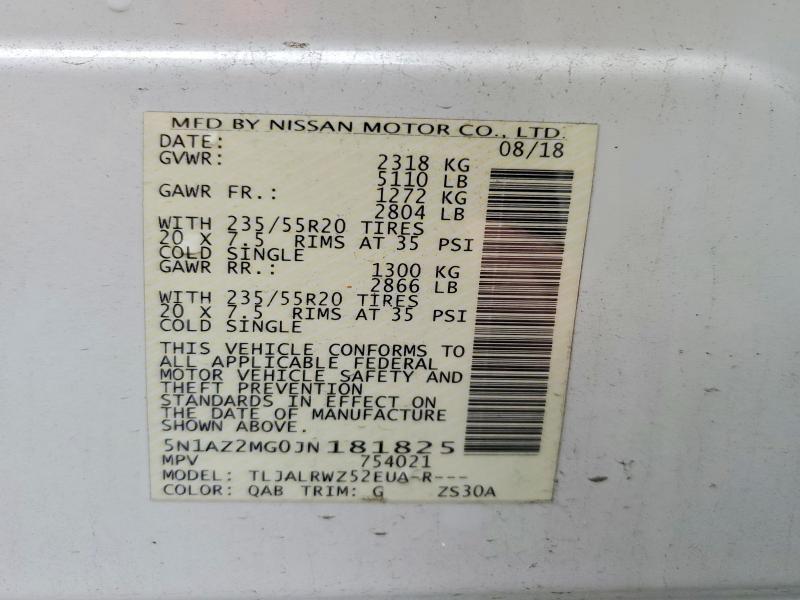 MFD BY NISSAN MOTOR CO., LTD.
DATE: 08/18
GVWR: 2318 KG
5110 LB
GAWR FR.: 1272 KG
2804 LB
WITH 235/55R20 TIRES
20 X 7.5 RIMS AT 35 PSI
COLD SINGLE
GAWR RR.: 1300 KG
2866 LB
WITH 235/55R20 TIRES
20 X 7.5 RIMS AT 35 PSI
COLD SINGLE
THIS VEHICLE CONFORMS TO
ALL APPLICABLE FEDERAL
MOTOR VEHICLE SAFETY AND
THEFT PREVENTION
STANDARDS IN EFFECT ON
THE DATE OF MANUFACTURE
SHOWN ABOVE.
5N1AZ2MG0JN181825
MPV 754021
MODEL: TLJALRWZ52EUA-R---
COLOR: QAB TRIM: G ZS30A